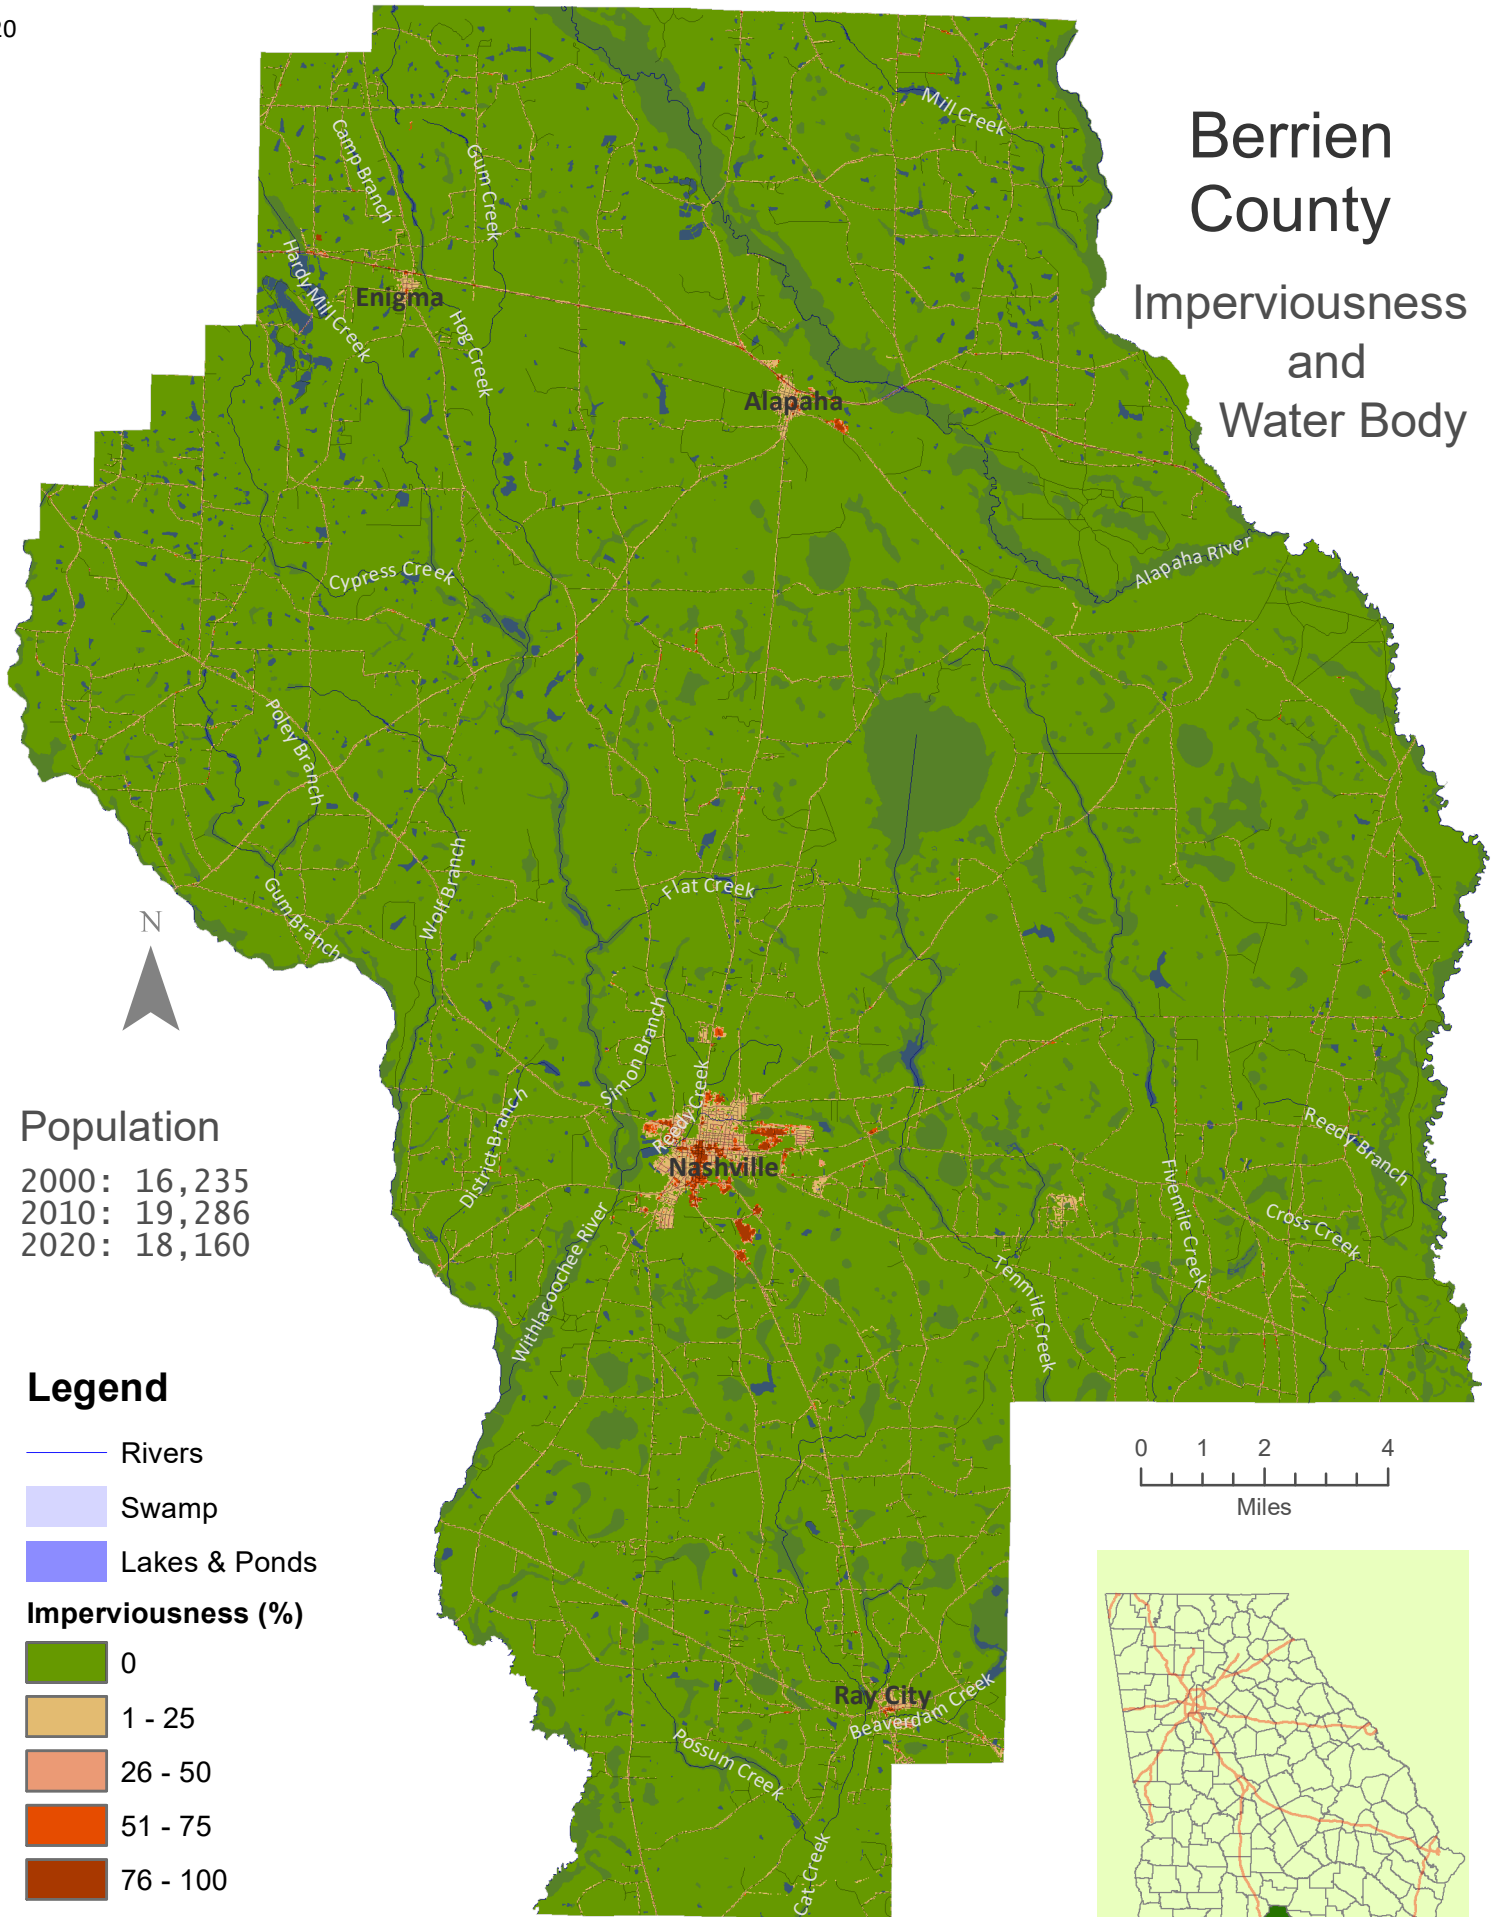 20
Berrien
County
Imperviousness
and
Water Body
Mill Creek
Camp Branch
Gum Creek
Hardy Mill Creek
Enigma
Hog Creek
Alapaha
Cypress Creek
Alapaha River
Poley Branch
Wolf Branch
Flat Creek
Gum Branch
N
Simon Branch
Reedy Creek
District Branch
Nashville
Withlacoochee River
Reedy Branch
Fivemile Creek
Cross Creek
Tenmile Creek
Population
2000: 16,235
2010: 19,286
2020: 18,160
Legend
Rivers
Swamp
Lakes & Ponds
Imperviousness (%)
0
1 - 25
26 - 50
51 - 75
76 - 100
0 1 2 4
Miles
Ray City
Beaverdam Creek
Possum Creek
Cat Creek